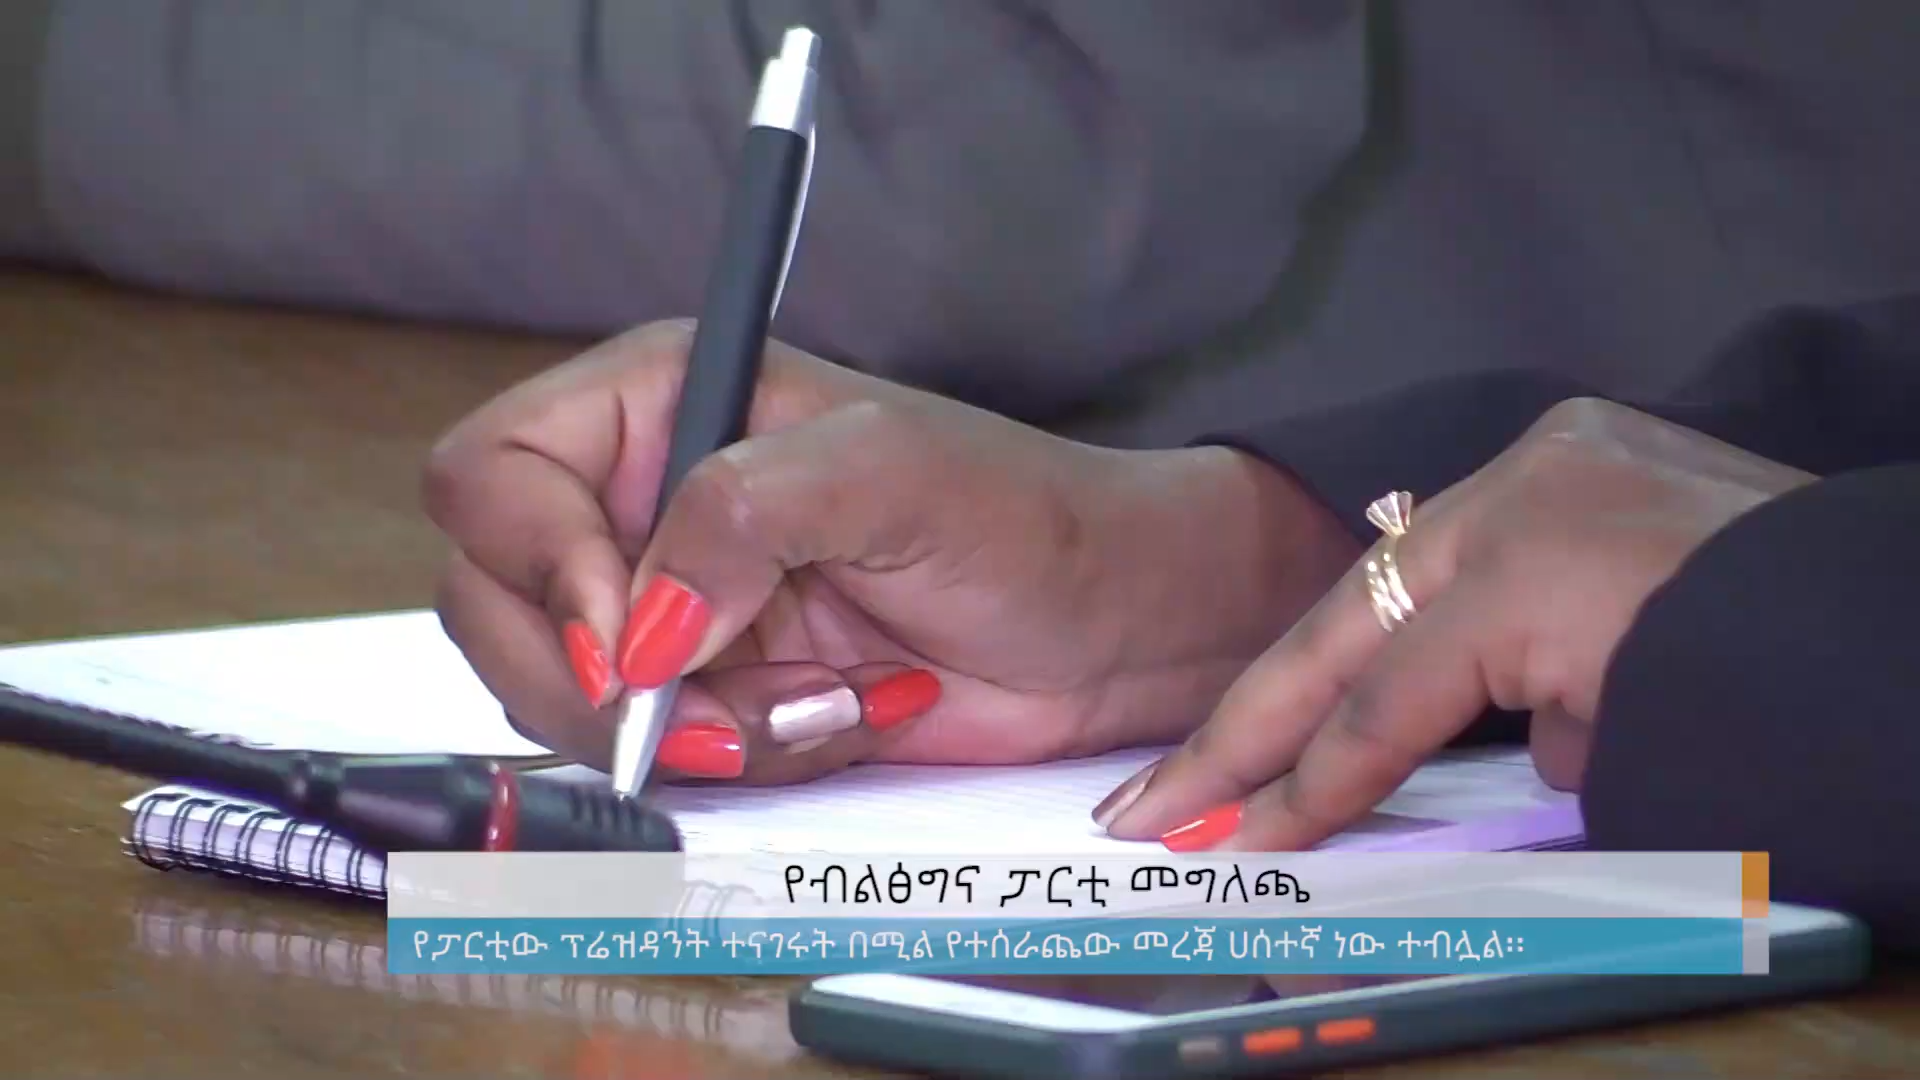 የብልፅግና ፓርቲ መግለጫ
የፓርቲው ፕሬዝዳንት ተናገሩት በሚል የተሰራጨው መረጃ ሀሰተኛ ነው ተብሏል።